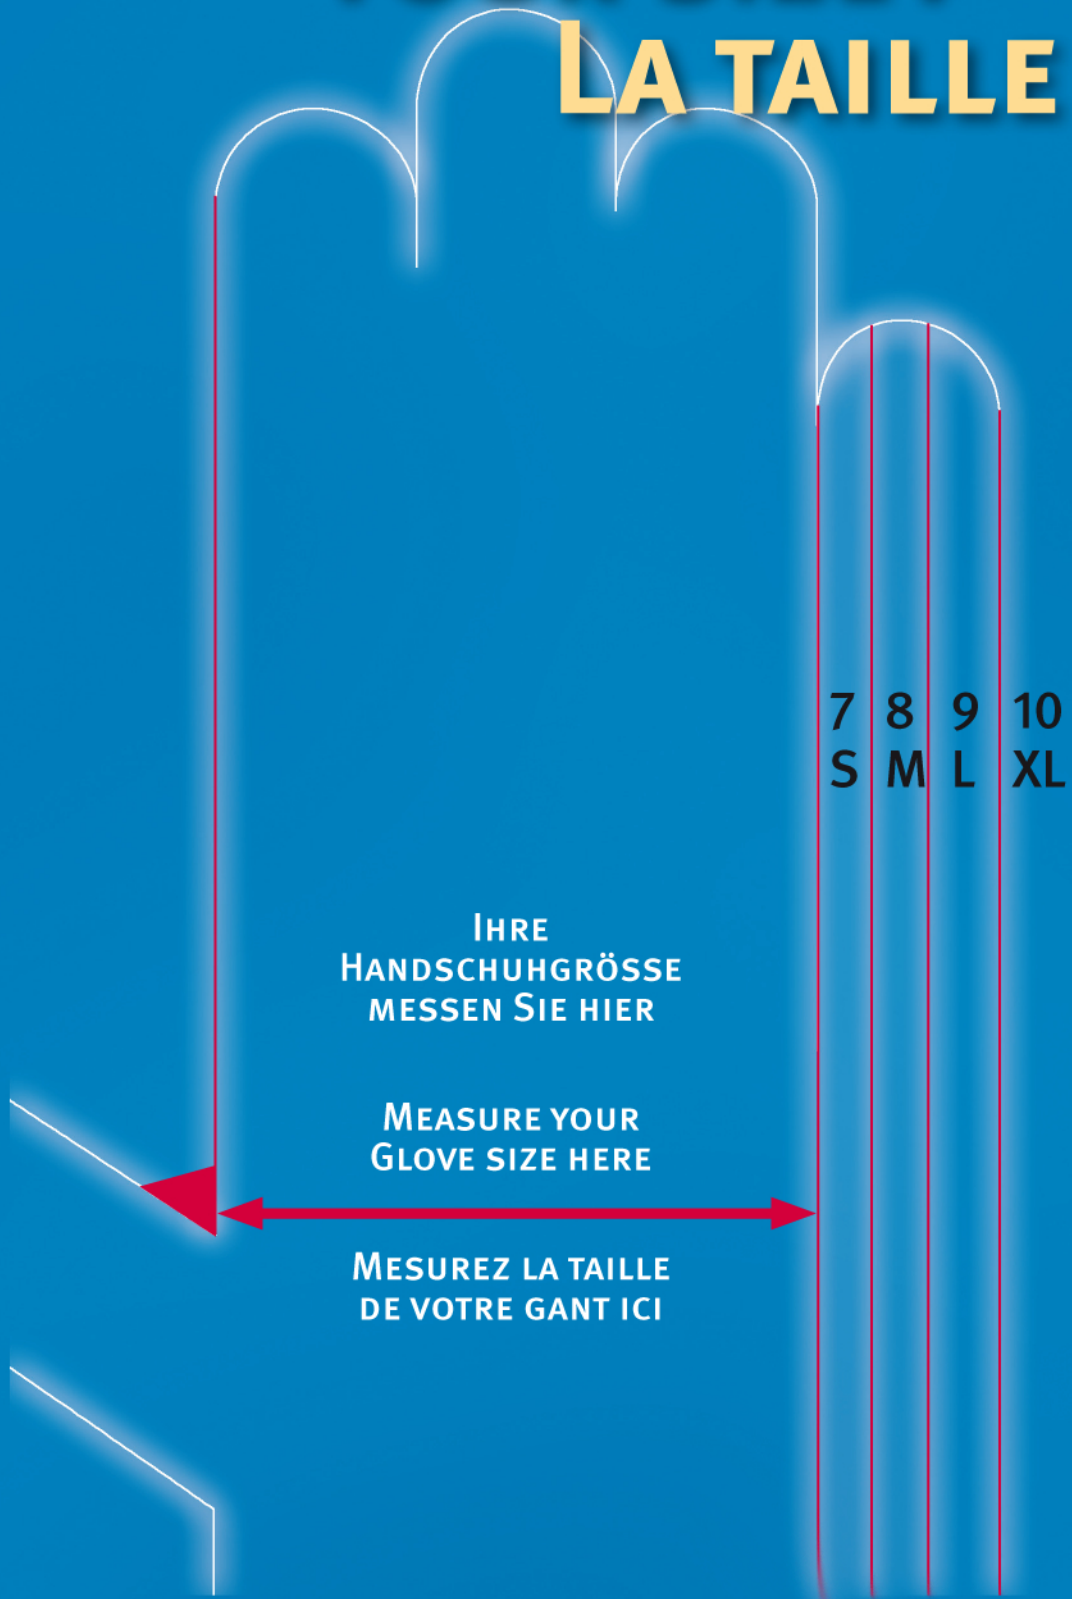 LA TAILLE
7 8 9 10
S M L XL
IHRE
HANDSCHUHGRÖSSE
MESSEN SIE HIER
MEASURE YOUR
GLOVE SIZE HERE
MESUREZ LA TAILLE
DE VOTRE GANT ICI